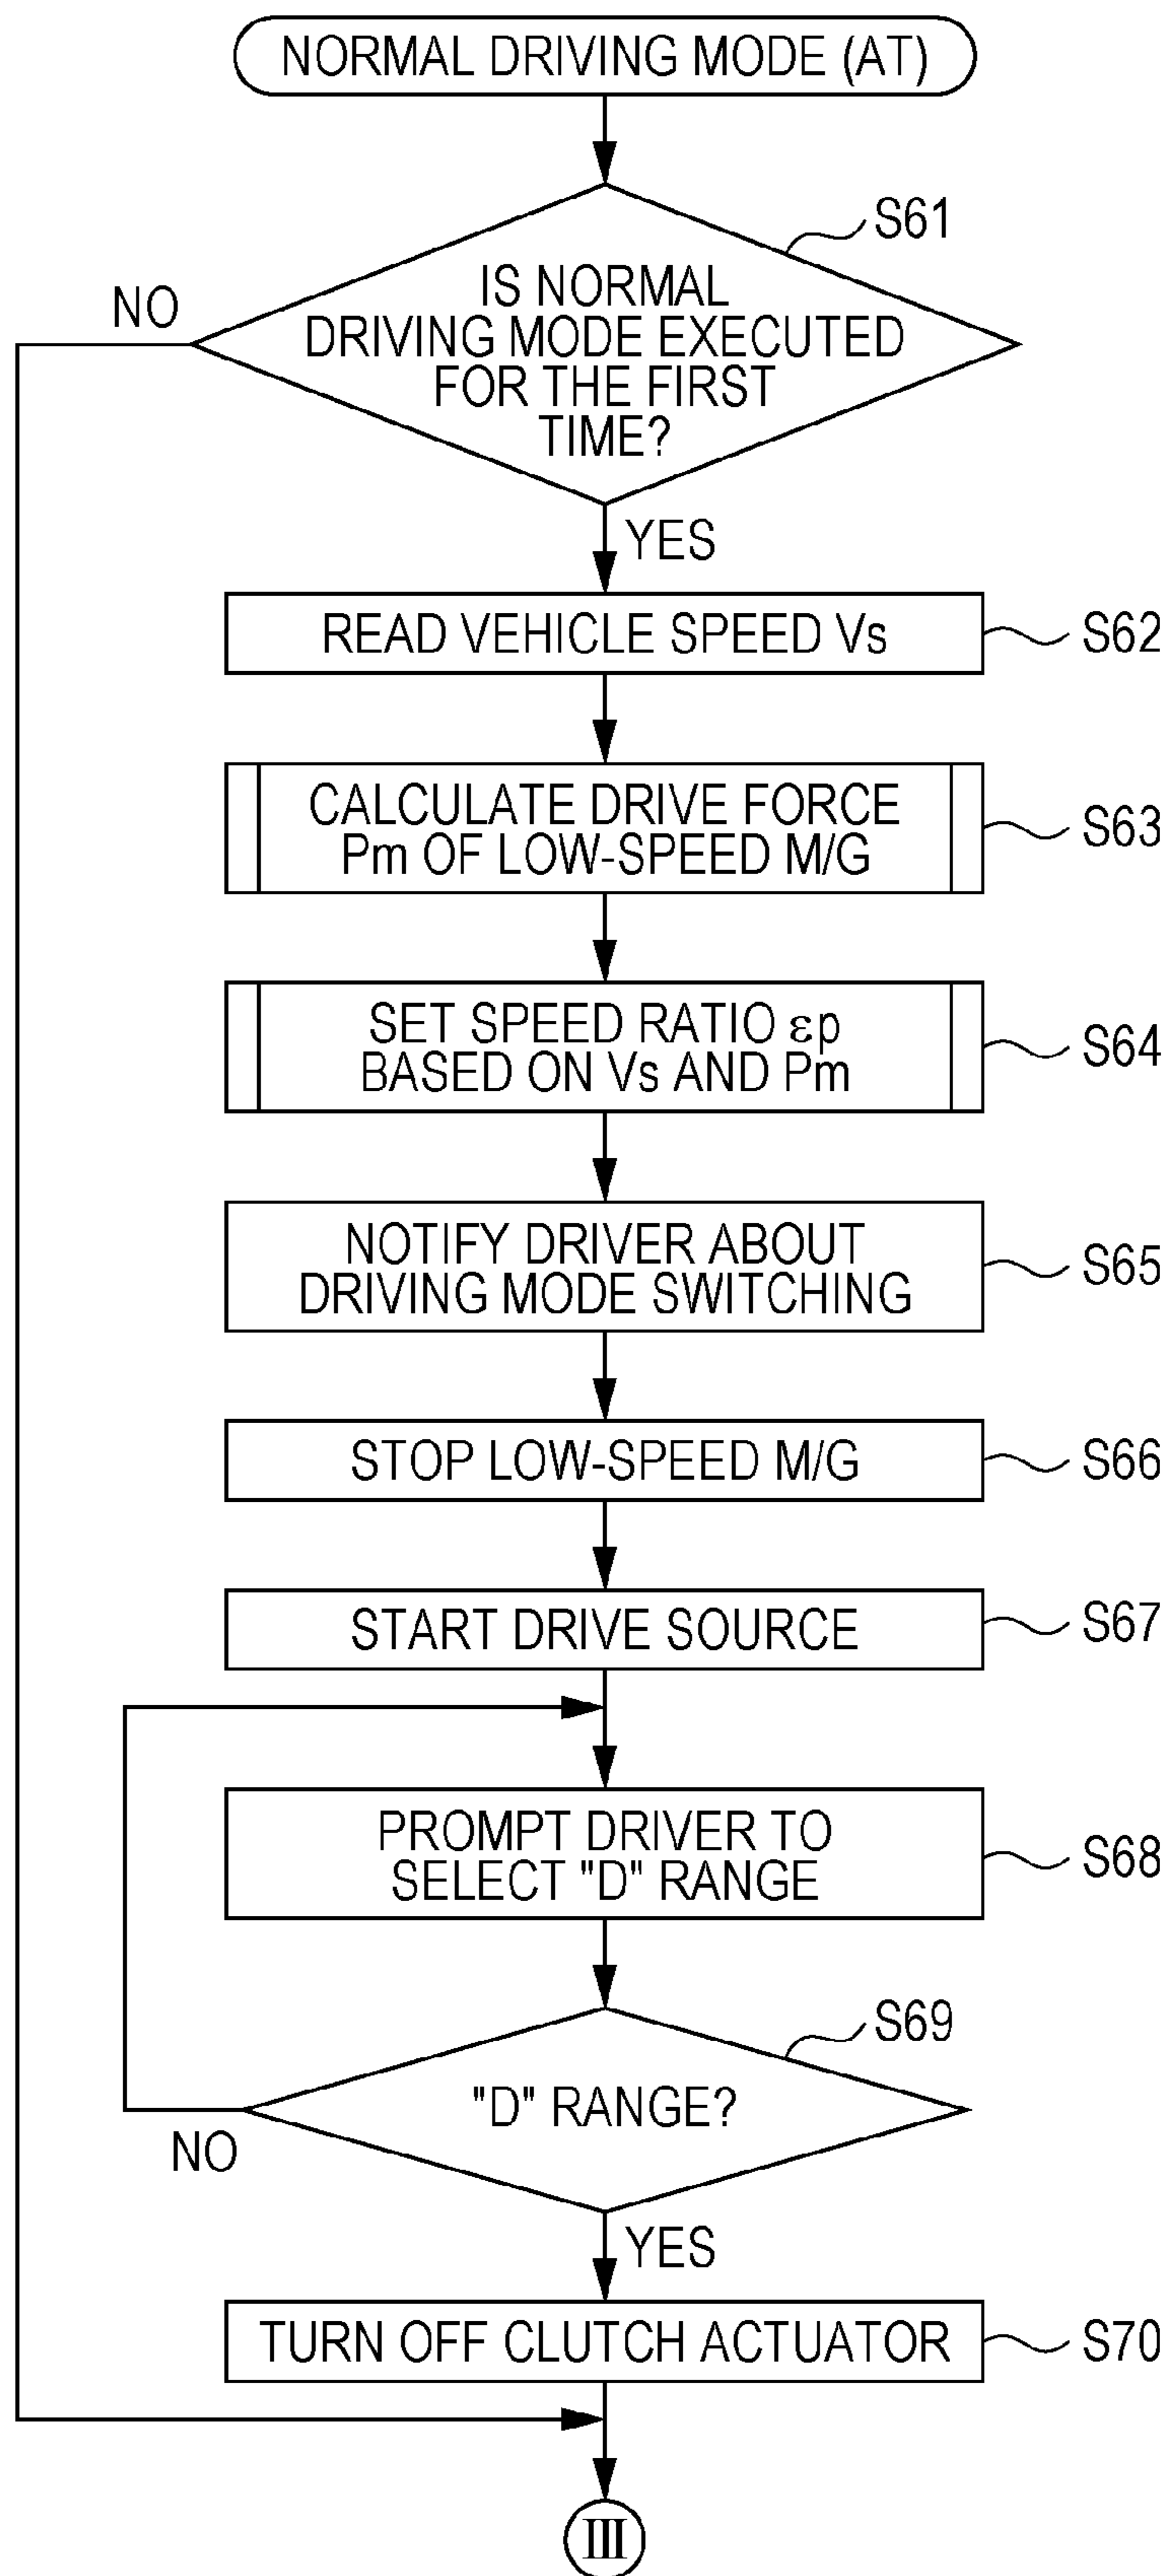 NORMAL DRIVING MODE (AT)
S61
IS NORMAL
DRIVING MODE EXECUTED
FOR THE FIRST
TIME?
NO
YES
READ VEHICLE SPEED Vs
S62
CALCULATE DRIVE FORCE
Pm OF LOW-SPEED M/G
S63
SET SPEED RATIO εp
BASED ON Vs AND Pm
S64
NOTIFY DRIVER ABOUT
DRIVING MODE SWITCHING
S65
STOP LOW-SPEED M/G
S66
START DRIVE SOURCE
S67
PROMPT DRIVER TO
SELECT "D" RANGE
S68
S69
"D" RANGE?
NO
YES
TURN OFF CLUTCH ACTUATOR
S70
III